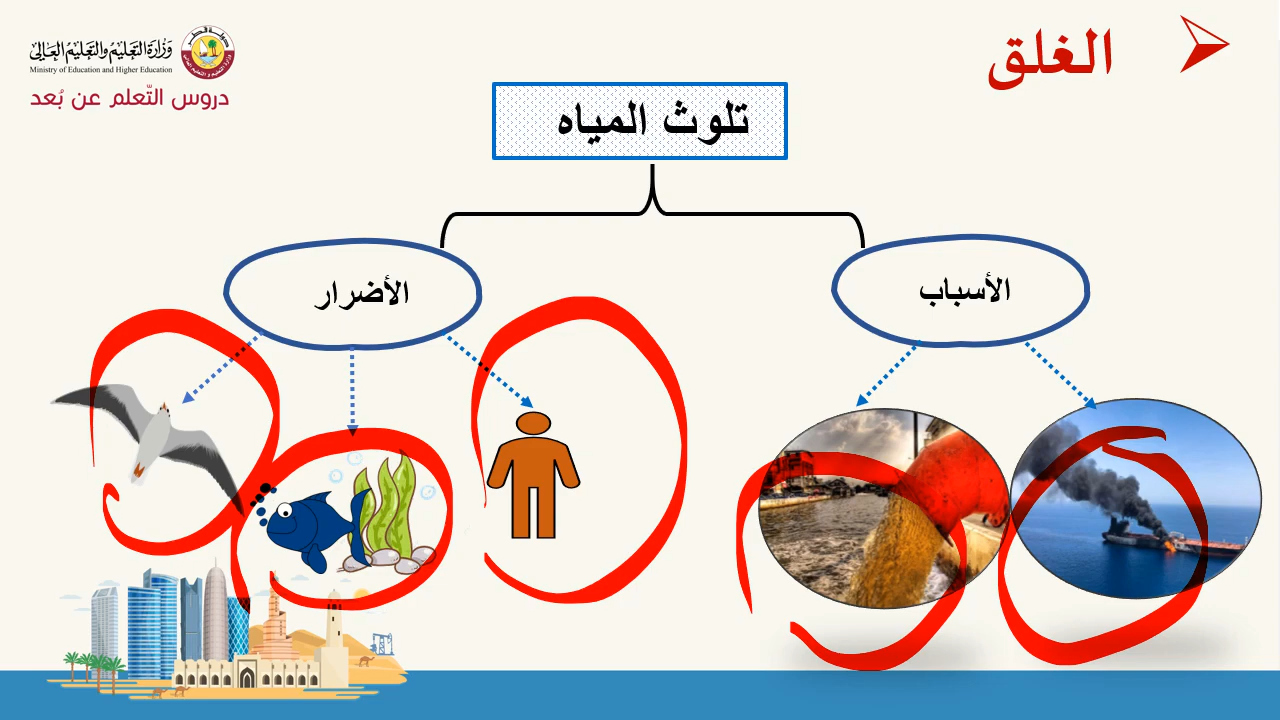 الغلق
وزارة التعليم والتعليم العالي
Ministry of Education and Higher Education
دروس التّعلم عن بُعد
تلوث المياه
الأسباب
الأضرار